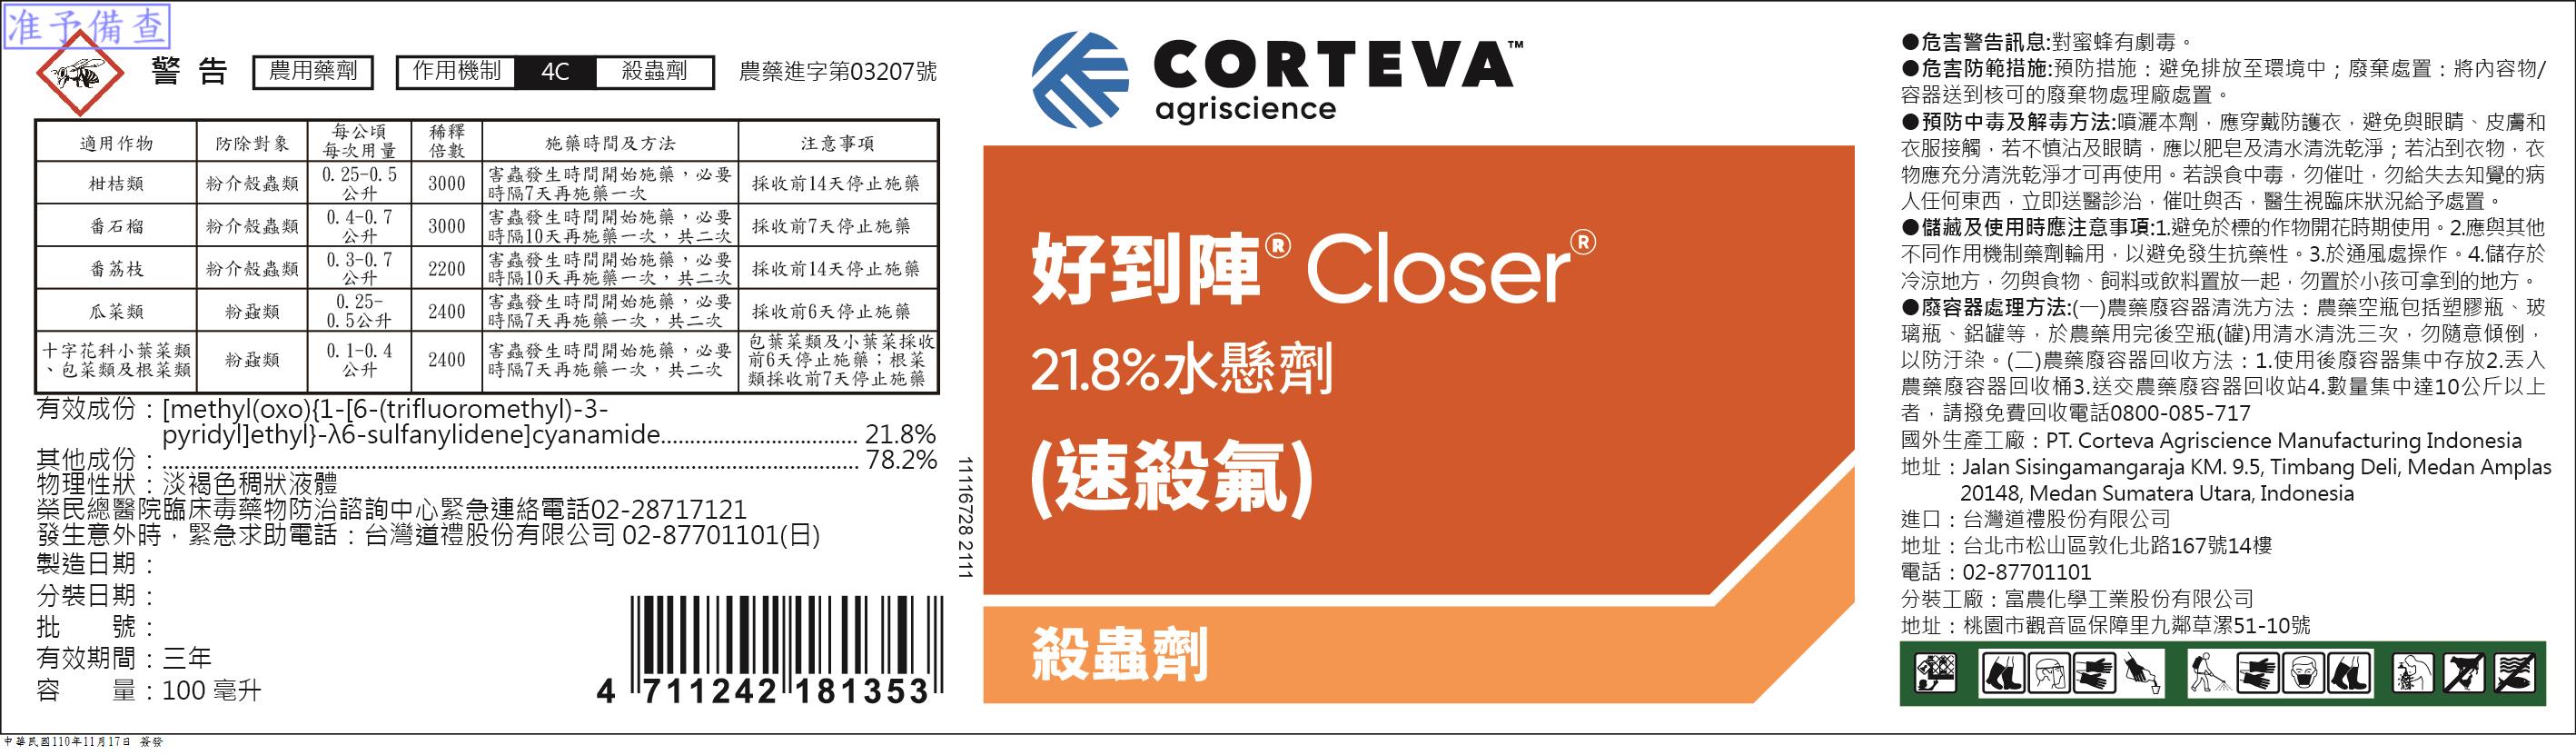 准予備查
警告 農用藥劑 作用機制 4C 殺蟲劑 農藥進字第03207號
適用作物 防除對象 每公頃每次用量 稀釋倍數 施藥時間及方法 注意事項
柑桔類 粉介殼蟲類 0.25-0.5公升 3000 害蟲發生時開始施藥,必要時隔7天再施藥一次 採收前14天停止施藥
番石榴 粉介殼蟲類 0.4-0.7公升 3000 害蟲發生時間開始施藥,必要時隔10天再施藥一次,共二次 採收前7天停止施藥
番荔枝 粉介殼蟲類 0.3-0.7公升 2200 害蟲發生時間開始施藥,必要時隔10天再施藥一次,共二次 採收前14天停止施藥
瓜菜類 粉蝨類 0.25-0.5公升 2400 害蟲發生時間開始施藥,必要時隔7天再施藥一次,共二次 採收前6天停止施藥
十字花科小葉菜類、包菜類及根菜類 粉蝨類 0.1-0.4公升 2400 害蟲發生時間開始施藥,必要時隔7天再施藥一次,共二次 包葉菜類及小葉菜採收前6天停止施藥;根菜類採收前7天停止施藥
有效成份:[methyl(oxo){1-[6-(trifluoromethyl)-3-
pyridyl]ethyl}-λ6-sulfanylidene]cyanamide................................. 21.8%
其他成份:........................................................................ 78.2%
物理性狀:淡褐色稠狀液體
榮民總醫院臨床毒藥物防治諮詢中心緊急連絡電話02-28717121
發生意外時,緊急求助電話:台灣道禮股份有限公司 02-87701101(日)
製造日期:
分裝日期:
批 號:
有效期間:三年
容 量:100 毫升
4 711242 181353
11116728 2111
CORTEVA™
agriscience
好到陣® Closer®
21.8%水懸劑
(速殺氟)
殺蟲劑
●危害警告訊息:對蜜蜂有劇毒。
●危害防範措施:預防措施:避免排放至環境中;廢棄處置:將內容物/
容器送到核可的廢棄物處理廠處置。
●預防中毒及解毒方法:噴灑本劑,應穿戴防護衣,避免與眼睛、皮膚和
衣服接觸,若不慎沾及眼睛,應以肥皂及清水清洗乾淨;若沾到衣物,衣
物應充分清洗乾淨才可再使用。若誤食中毒,勿催吐,勿給失去知覺的病
人任何東西,立即送醫診治,催吐與否,醫生視臨床狀況給予處置。
●儲藏及使用時應注意事項:1.避免於標的作物開花時期使用。2.應與其他
不同作用機制藥劑輪用,以避免發生抗藥性。3.於通風處操作。4.儲存於
冷涼地方,勿與食物、飼料或飲料置放一起,勿置於小孩可拿到的地方。
●廢容器處理方法:(一)農藥廢容器清洗方法:農藥空瓶包括塑膠瓶、玻
璃瓶、鋁罐等,於農藥用完後空瓶(罐)用清水清洗三次,勿隨意傾倒,
以防汙染。(二)農藥廢容器回收方法:1.使用後廢容器集中存放2.丟入
農藥廢容器回收桶3.送交農藥廢容器回收站4.數量集中達10公斤以上
者,請撥免費回收電話0800-085-717
國外生產工廠:PT. Corteva Agriscience Manufacturing Indonesia
地址:Jalan Sisingamangaraja KM. 9.5, Timbang Deli, Medan Amplas
20148, Medan Sumatera Utara, Indonesia
進口:台灣道禮股份有限公司
地址:台北市松山區敦化北路167號14樓
電話:02-87701101
分裝工廠:富農化學工業股份有限公司
地址:桃園市觀音區保障里九鄰草漯51-10號
中華民國110年11月17日 簽發